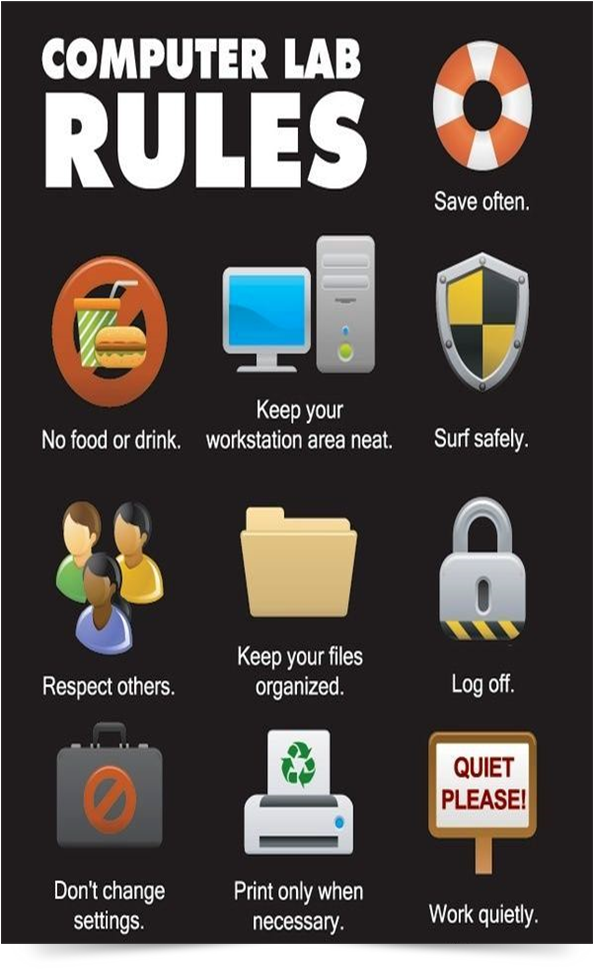 COMPUTER LAB
RULES
Save often.
No food or drink.
Keep your
workstation area neat.
Surf safely.
Respect others.
Keep your files
organized.
Log off.
Don't change
settings.
Print only when
necessary.
QUIET
PLEASE!
Work quietly.